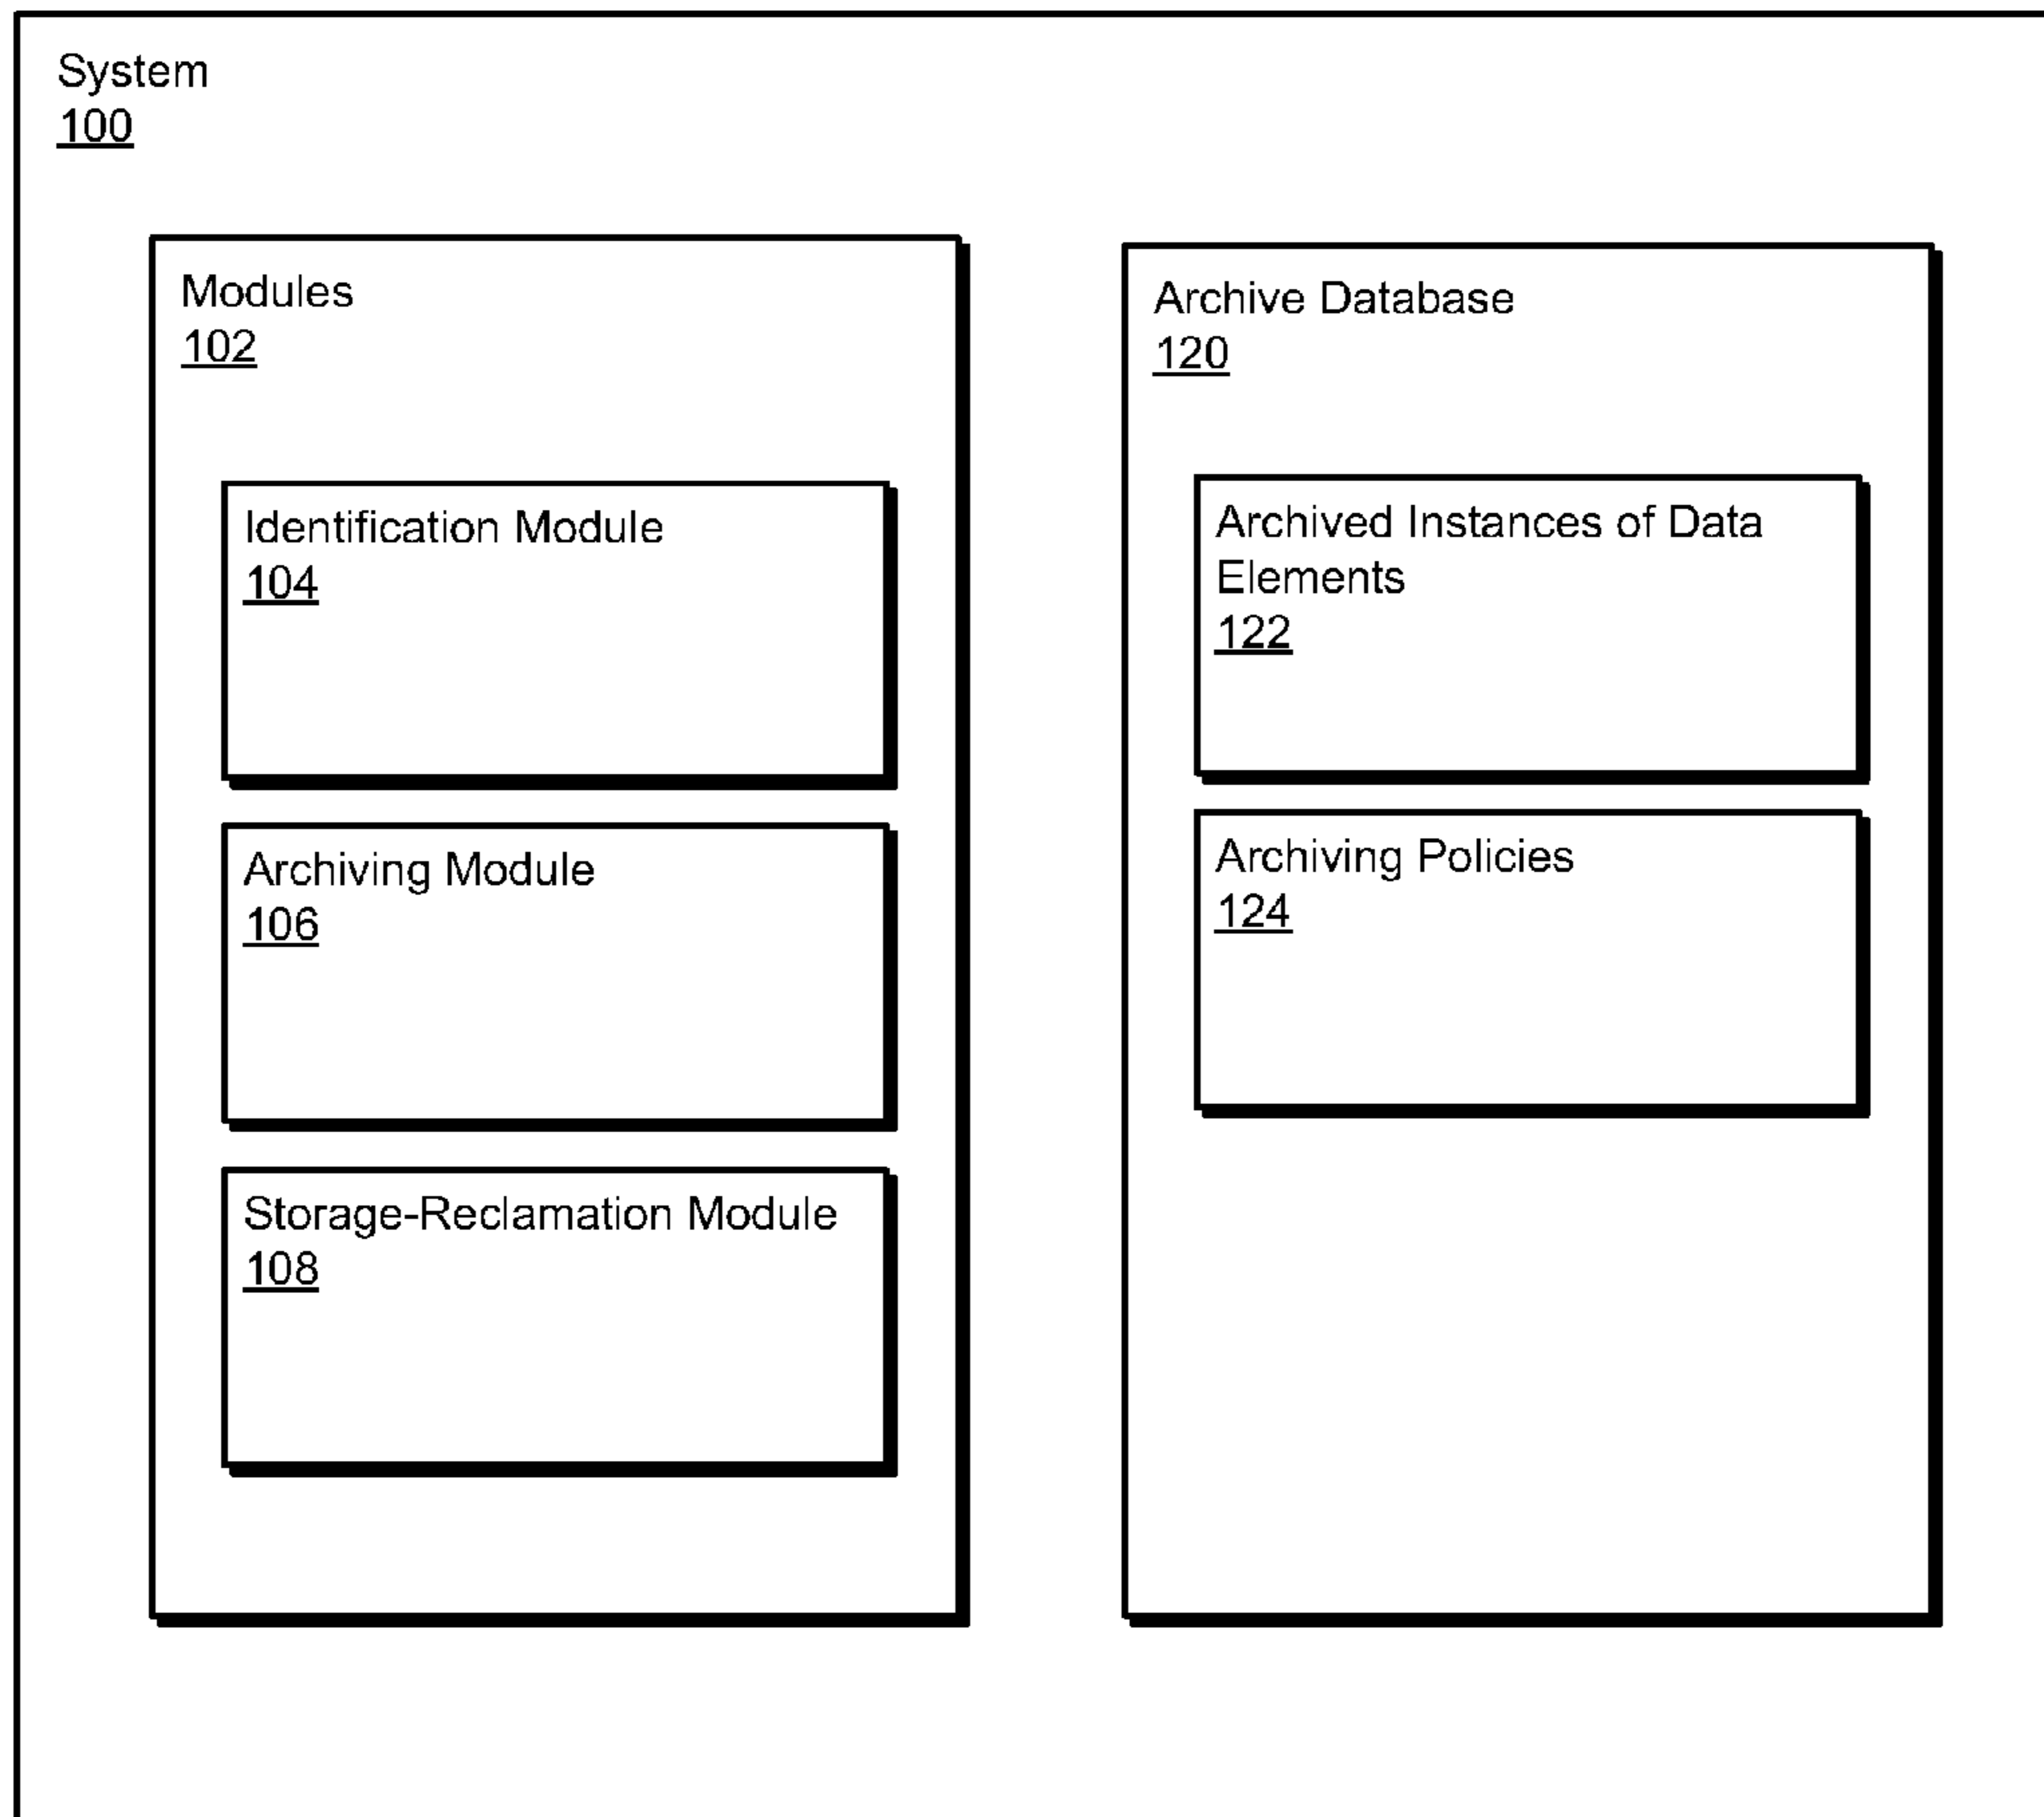 System
100
Modules
102
Identification Module
104
Archiving Module
106
Storage-Reclamation Module
108
Archive Database
120
Archived Instances of Data
Elements
122
Archiving Policies
124